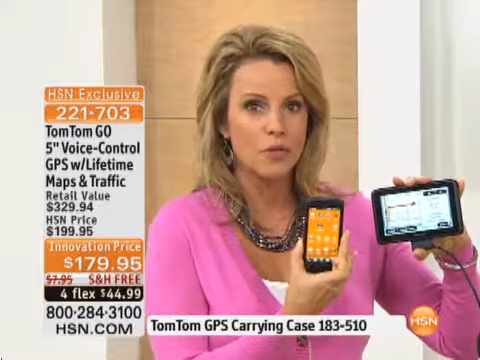 HSN Exclusive
221-703
TomTom GO
5" Voice-Control
GPS w/Lifetime
Maps & Traffic
Retail Value
$329.94
HSN Price
$199.95
Innovation Price
$179.95
$7.95 S&H FREE
4 flex $44.99
800-284-3100
HSN.COM
TomTom GPS Carrying Case 183-510
HSN